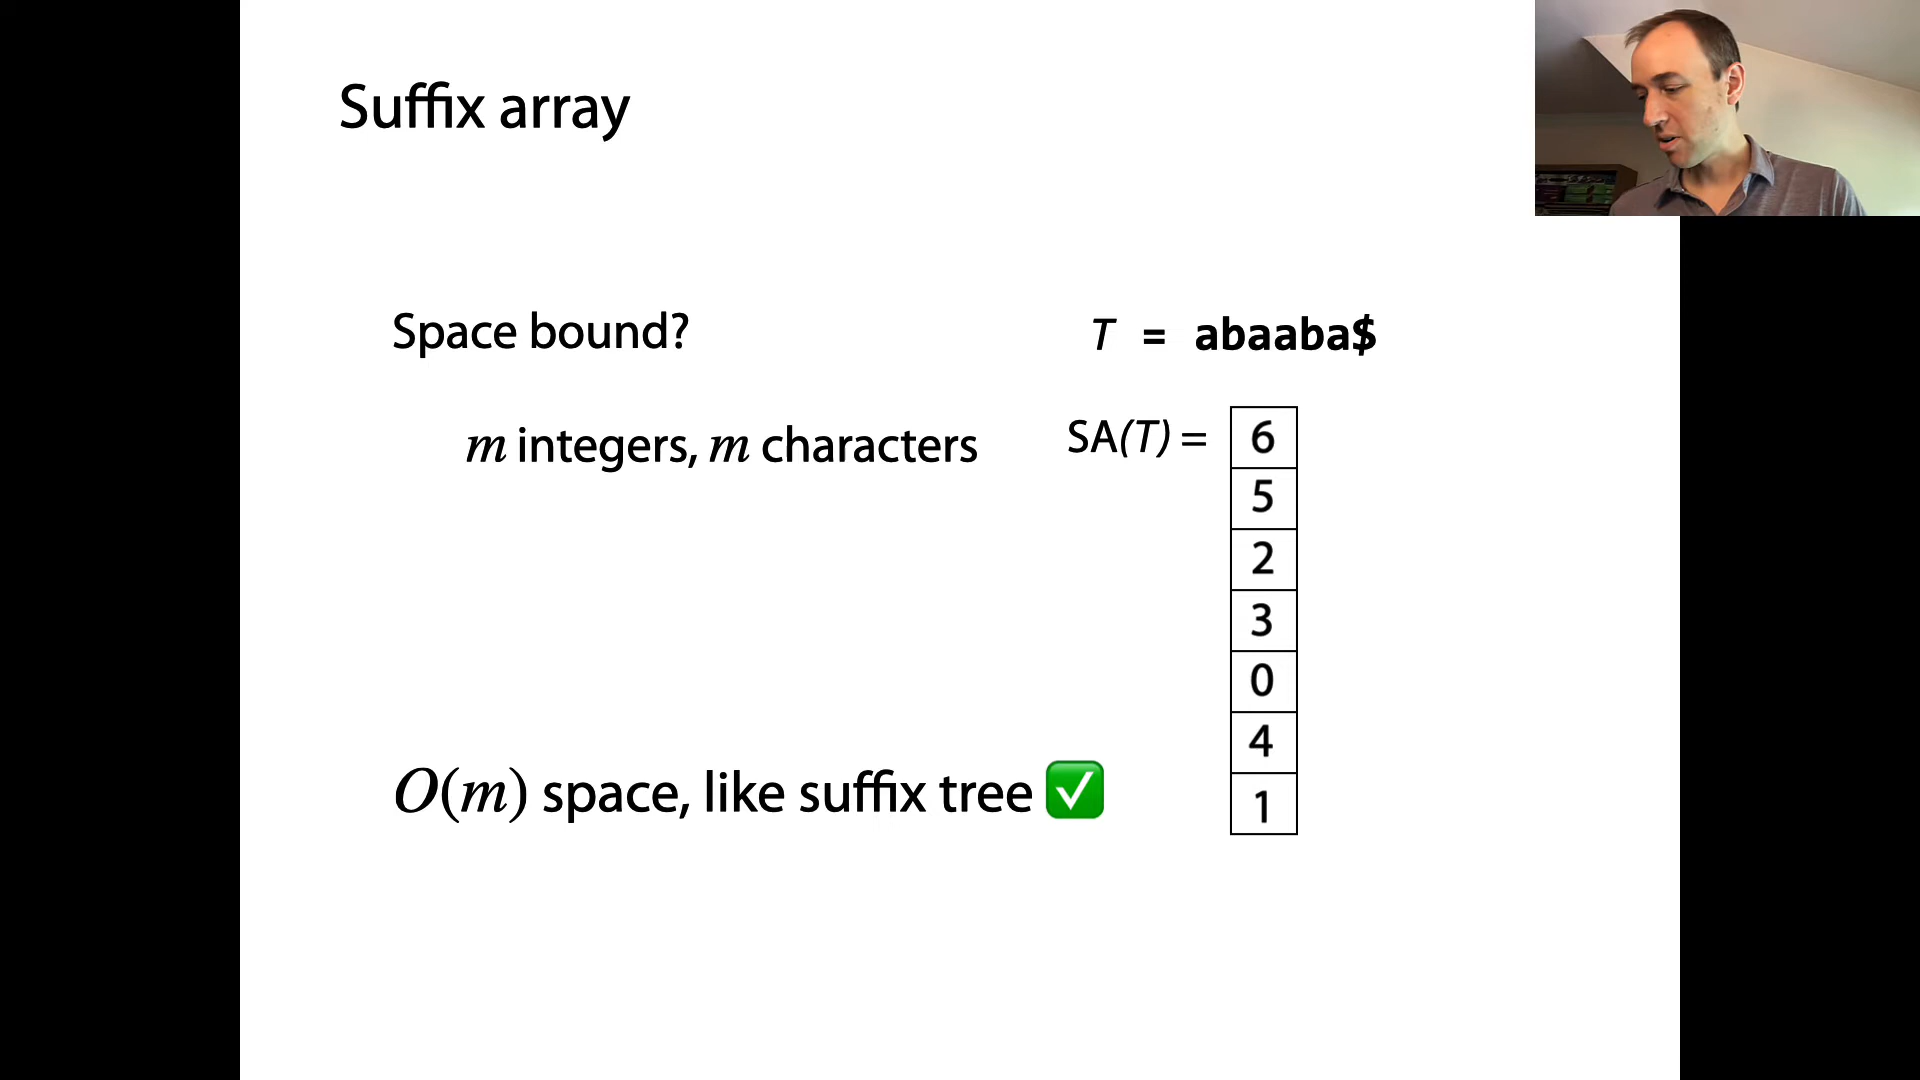 Suffix array
Space bound?
T = abaaba$
m integers, m characters
SA(T) =
6
5
2
3
0
4
1
O(m) space, like suffix tree ✅